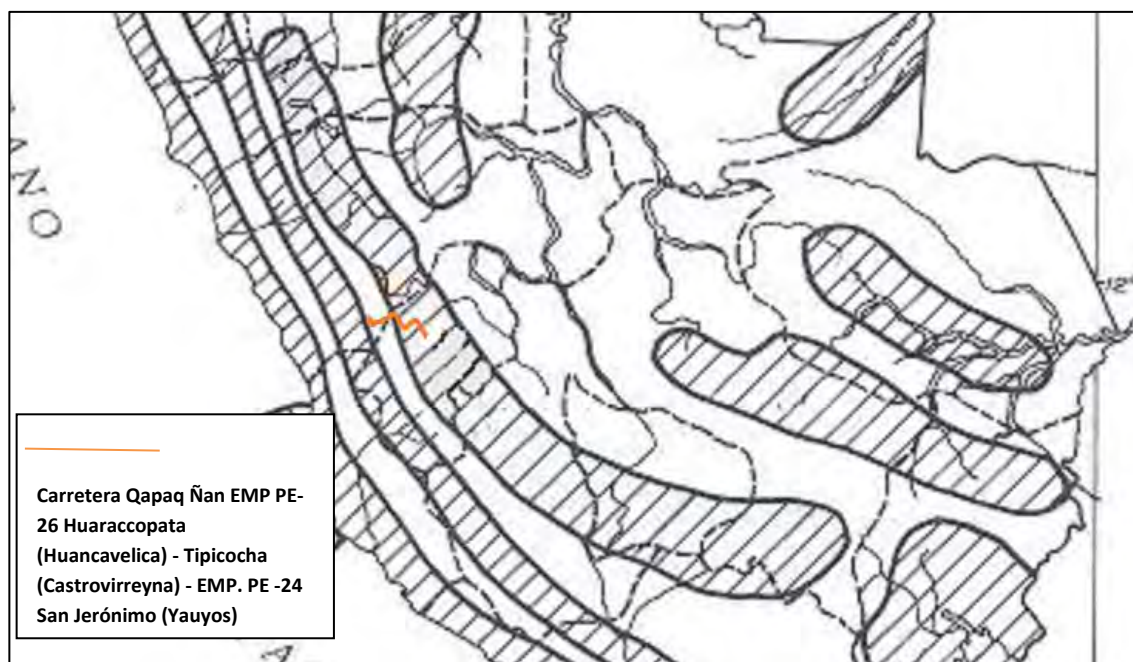 ANO
12°
Carretera Qapaq Ñan EMP PE-
26 Huaraccopata
(Huancavelica) - Tipicocha
(Castrovirreyna) - EMP. PE -24
San Jerónimo (Yauyos)